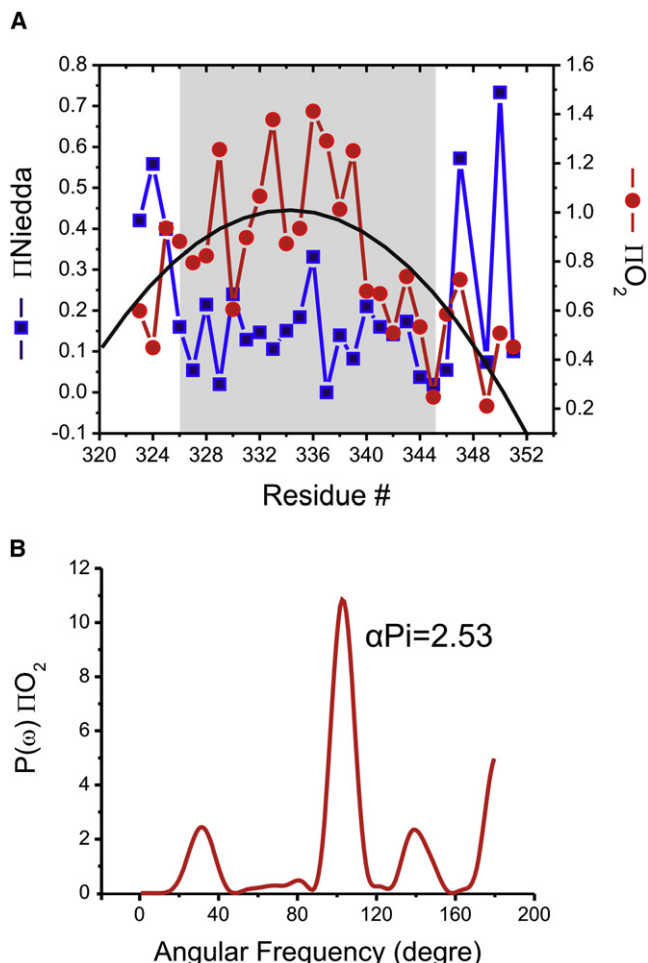 A
0.8
0.7
0.6
0.5
0.4
0.3
0.2
0.1
0.0
-0.1
ΠNiedda
1.6
1.4
1.2
1.0
0.8
0.6
0.4
0.2
ΠO₂
320 324 328 332 336 340 344 348 352
Residue #
B
12
10
8
6
4
2
0
P(ω) ΠO₂
αPi=2.53
0 40 80 120 160 200
Angular Frequency (degre)